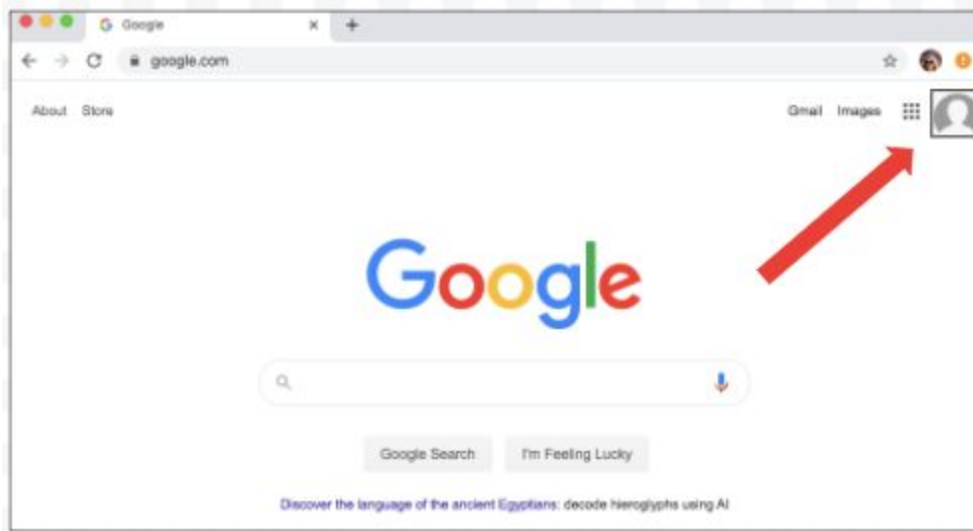 Google
google.com
About Store
Gmail Images
Google
Google Search I'm Feeling Lucky
Discover the language of the ancient Egyptians: decode hieroglyphs using AI